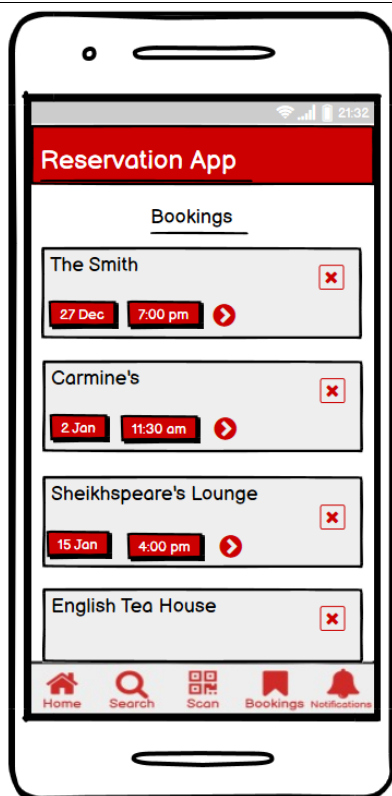 21:32
Reservation App
Bookings
The Smith
27 Dec 7:00 pm
Carmine's
2 Jan 11:30 am
Sheikhspeare's Lounge
15 Jan 4:00 pm
English Tea House
Home Search Scan Bookings Notifications